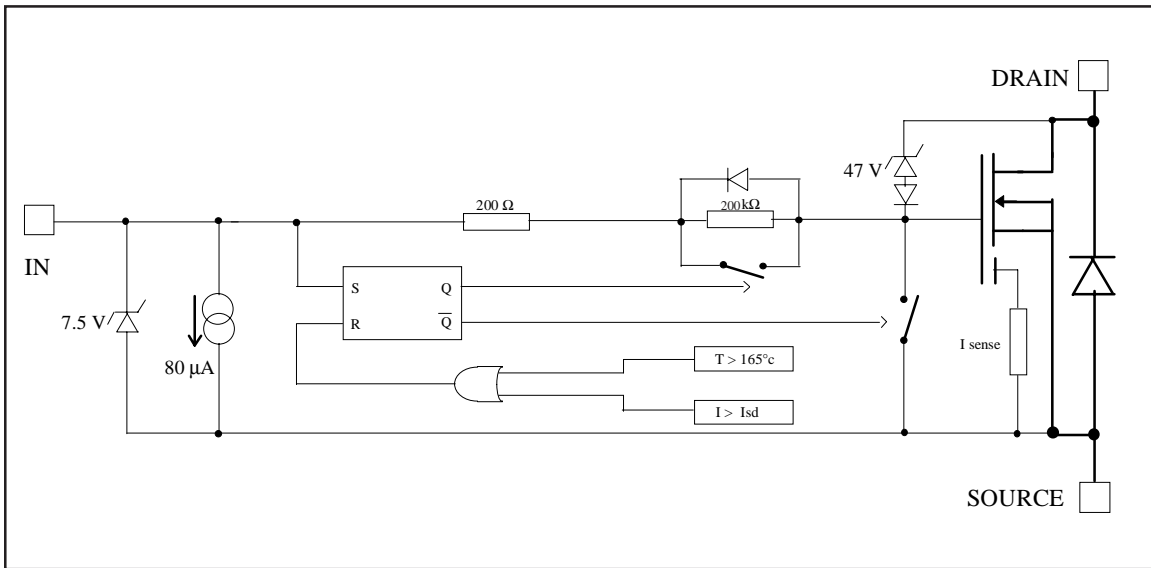 DRAIN
47 V
200 Ω
200 kΩ
IN
S Q
R Q̅
7.5 V
80 µA
T > 165°c
I > Isd
I sense
SOURCE